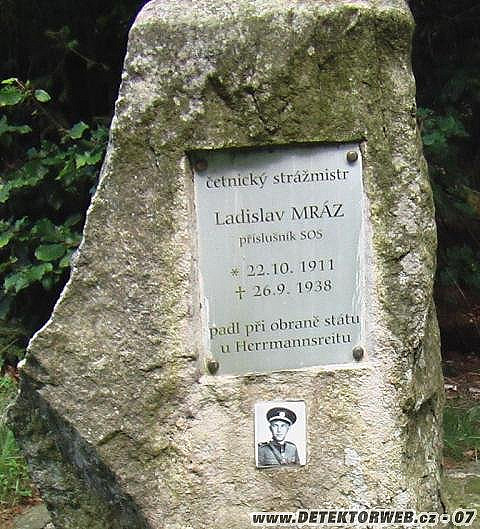 četnický strážmistr
Ladislav MRÁZ
příslušník SOS
* 22.10. 1911
† 26.9. 1938
padl při obraně státu
u Herrmannsreitu
www.DETEKTORWEB.cz - 07